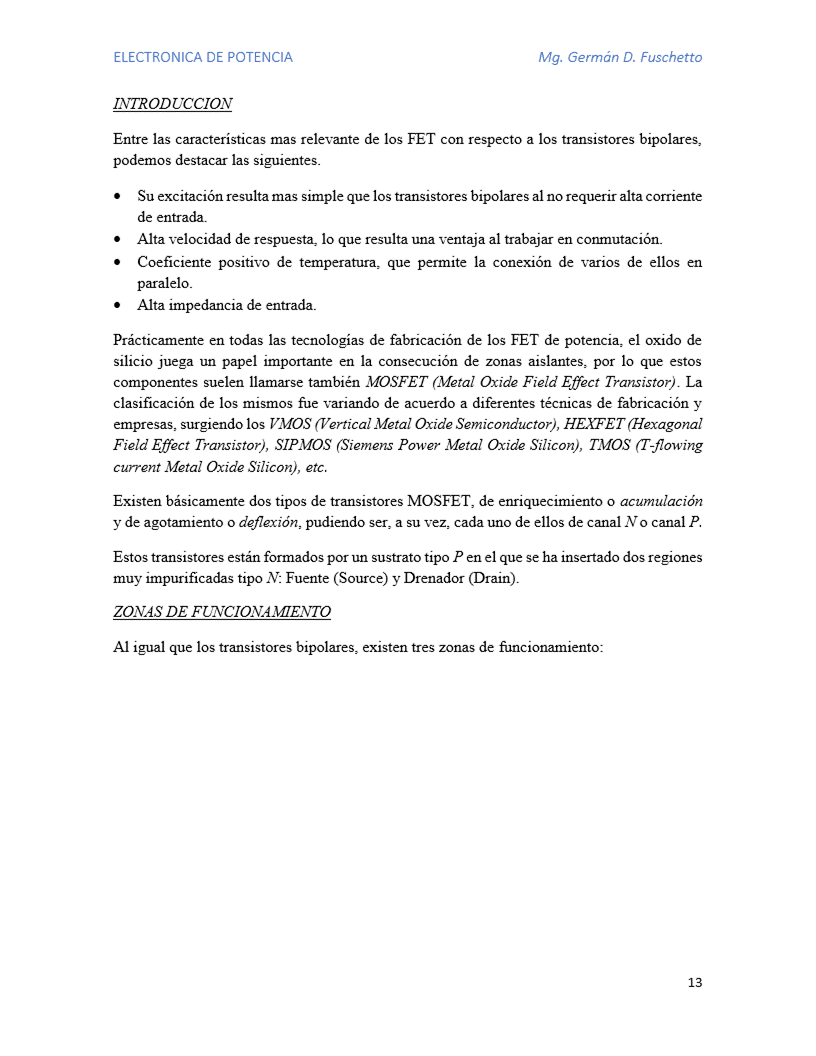 ELECTRONICA DE POTENCIA Mg. Germán D. Fuschetto
INTRODUCCION
Entre las características mas relevante de los FET con respecto a los transistores bipolares,
podemos destacar las siguientes.
• Su excitación resulta mas simple que los transistores bipolares al no requerir alta corriente
de entrada.
• Alta velocidad de respuesta, lo que resulta una ventaja al trabajar en conmutación.
• Coeficiente positivo de temperatura, que permite la conexión de varios de ellos en
paralelo.
• Alta impedancia de entrada.
Prácticamente en todas las tecnologías de fabricación de los FET de potencia, el oxido de
silicio juega un papel importante en la consecución de zonas aislantes, por lo que estos
componentes suelen llamarse también MOSFET (Metal Oxide Field Effect Transistor). La
clasificación de los mismos fue variando de acuerdo a diferentes técnicas de fabricación y
empresas, surgiendo los VMOS (Vertical Metal Oxide Semiconductor), HEXFET (Hexagonal
Field Effect Transistor), SIPMOS (Siemens Power Metal Oxide Silicon), TMOS (T-flowing
current Metal Oxide Silicon), etc.
Existen básicamente dos tipos de transistores MOSFET, de enriquecimiento o acumulación
y de agotamiento o deflexión, pudiendo ser, a su vez, cada uno de ellos de canal N o canal P.
Estos transistores están formados por un sustrato tipo P en el que se ha insertado dos regiones
muy impurificadas tipo N: Fuente (Source) y Drenador (Drain).
ZONAS DE FUNCIONAMIENTO
Al igual que los transistores bipolares, existen tres zonas de funcionamiento:
13